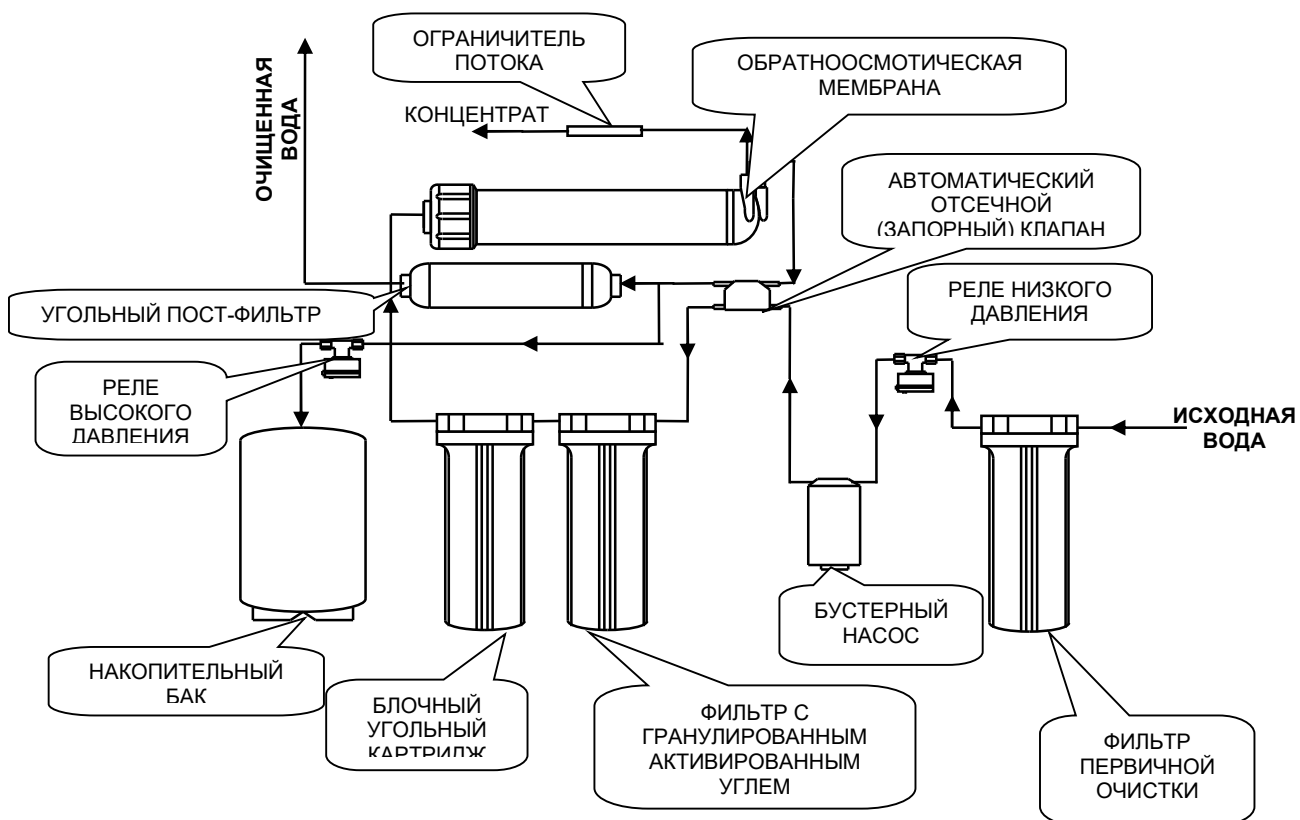 ОГРАНИЧИТЕЛЬ
ПОТОКА
ОБРАТНООСМОТИЧЕСКАЯ
МЕМБРАНА
КОНЦЕНТРАТ
ОЧИЩЕННАЯ
ВОДА
АВТОМАТИЧЕСКИЙ
ОТСЕЧНОЙ
(ЗАПОРНЫЙ) КЛАПАН
РЕЛЕ НИЗКОГО
ДАВЛЕНИЯ
УГОЛЬНЫЙ ПОСТ-ФИЛЬТР
РЕЛЕ
ВЫСОКОГО
ДАВЛЕНИЯ
ИСХОДНАЯ
ВОДА
БУСТЕРНЫЙ
НАСОС
НАКОПИТЕЛЬНЫЙ
БАК
БЛОЧНЫЙ
УГОЛЬНЫЙ
КАРТРИДЖ
ФИЛЬТР С
ГРАНУЛИРОВАННЫМ
АКТИВИРОВАННЫМ
УГЛЕМ
ФИЛЬТР
ПЕРВИЧНОЙ
ОЧИСТКИ